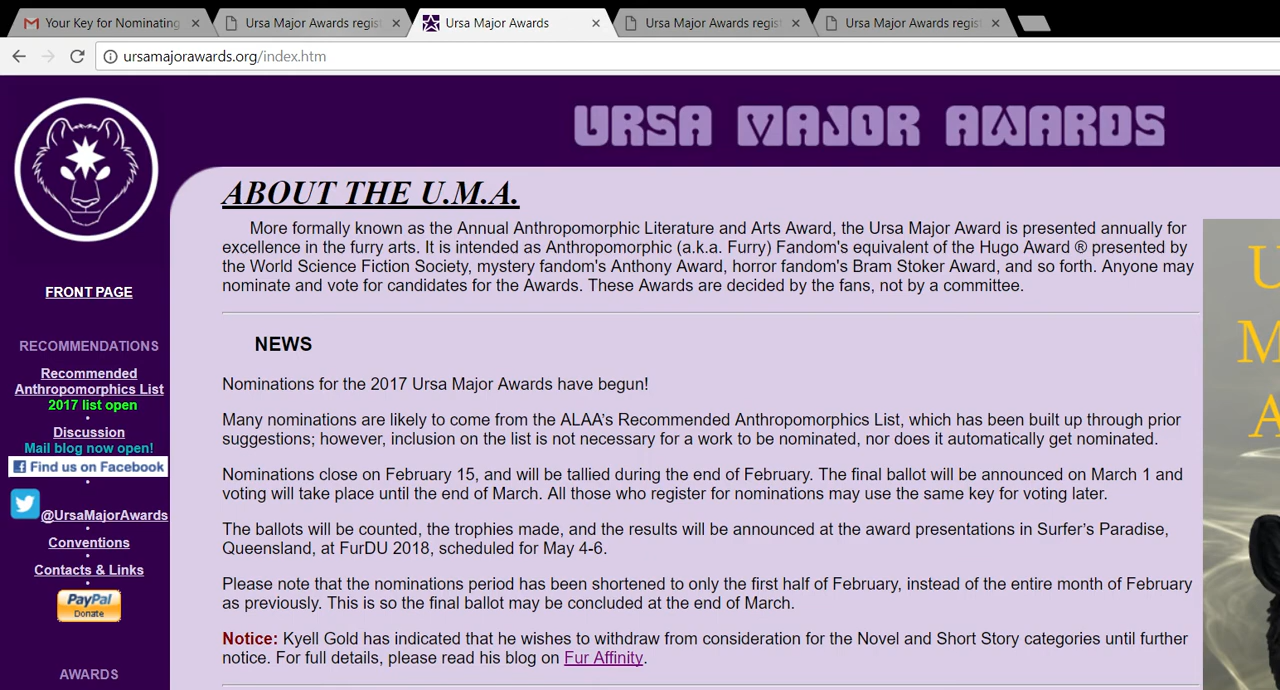 Your Key for Nominating
Ursa Major Awards regis
Ursa Major Awards
Ursa Major Awards regis
Ursa Major Awards regis
ursamajorawards.org/index.htm
URSA MAJOR AWARDS
FRONT PAGE
RECOMMENDATIONS
Recommended
Anthropomorphics List
2017 list open
Discussion
Mail blog now open!
Find us on Facebook
@UrsaMajorAwards
Conventions
Contacts & Links
PayPal
Donate
AWARDS
ABOUT THE U.M.A.
More formally known as the Annual Anthropomorphic Literature and Arts Award, the Ursa Major Award is presented annually for
excellence in the furry arts. It is intended as Anthropomorphic (a.k.a. Furry) Fandom's equivalent of the Hugo Award ® presented by
the World Science Fiction Society, mystery fandom's Anthony Award, horror fandom's Bram Stoker Award, and so forth. Anyone may
nominate and vote for candidates for the Awards. These Awards are decided by the fans, not by a committee.
NEWS
Nominations for the 2017 Ursa Major Awards have begun!
Many nominations are likely to come from the ALAA's Recommended Anthropomorphics List, which has been built up through prior
suggestions; however, inclusion on the list is not necessary for a work to be nominated, nor does it automatically get nominated.
Nominations close on February 15, and will be tallied during the end of February. The final ballot will be announced on March 1 and
voting will take place until the end of March. All those who register for nominations may use the same key for voting later.
The ballots will be counted, the trophies made, and the results will be announced at the award presentations in Surfer's Paradise,
Queensland, at FurDU 2018, scheduled for May 4-6.
Please note that the nominations period has been shortened to only the first half of February, instead of the entire month of February
as previously. This is so the final ballot may be concluded at the end of March.
Notice: Kyell Gold has indicated that he wishes to withdraw from consideration for the Novel and Short Story categories until further
notice. For full details, please read his blog on Fur Affinity.
U
M
A